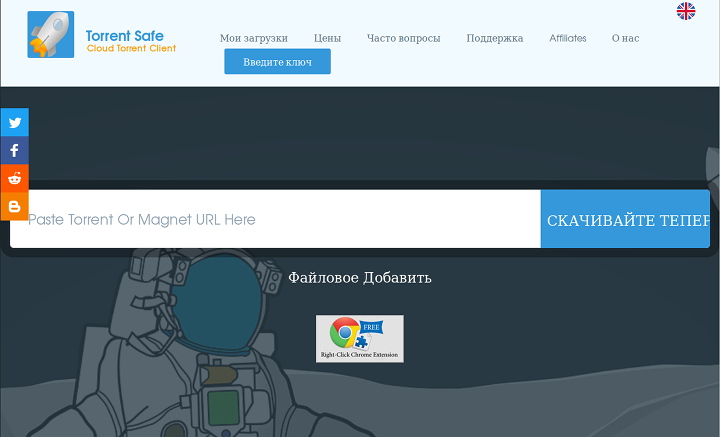 Torrent Safe
Cloud Torrent Client
Мои загрузки Цены Часто вопросы Поддержка Affiliates О нас
Введите ключ
Paste Torrent Or Magnet URL Here
СКАЧИВАЙТЕ ТЕПЕР
Файловое Добавить
FREE
Right-Click Chrome Extension